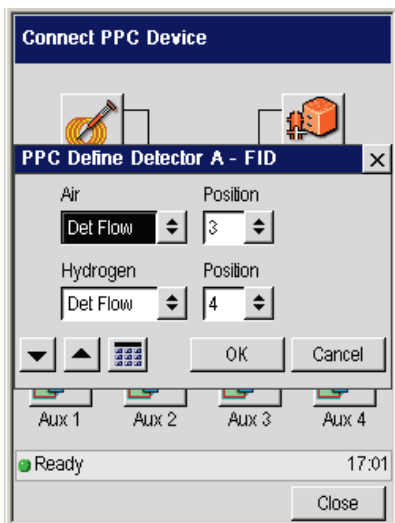 Connect PPC Device
PPC Define Detector A - FID
Air Position
Det Flow 3
Hydrogen Position
Det Flow 4
OK Cancel
Aux 1 Aux 2 Aux 3 Aux 4
Ready 17:01
Close